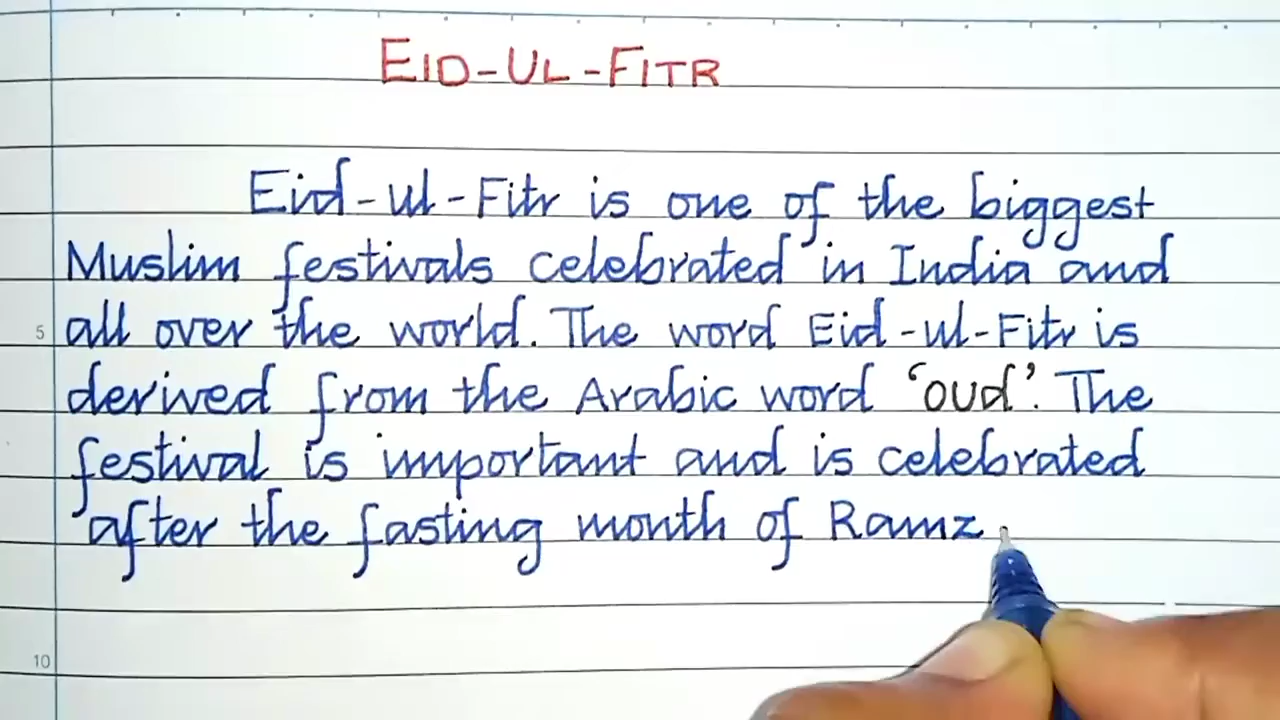 EID-UL-FITR
Eid-ul-Fitr is one of the biggest
Muslim festivals celebrated in India and
5 all over the world. The word Eid-ul-Fitr is
derived from the Arabic word ‘oud’. The
festival is important and is celebrated
after the fasting month of Ramz
10